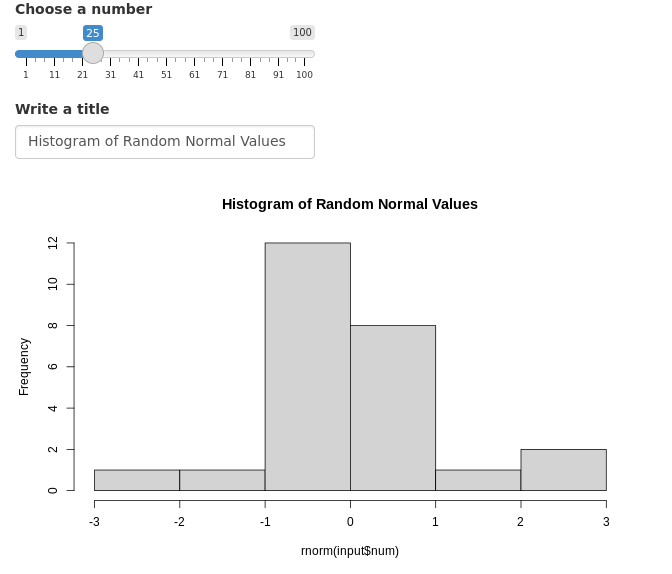 Choose a number
1 25 100
1 11 21 31 41 51 61 71 81 91 100
Write a title
Histogram of Random Normal Values
Histogram of Random Normal Values
12
10
8
6
4
2
0
Frequency
-3 -2 -1 0 1 2 3
rnorm(input$num)